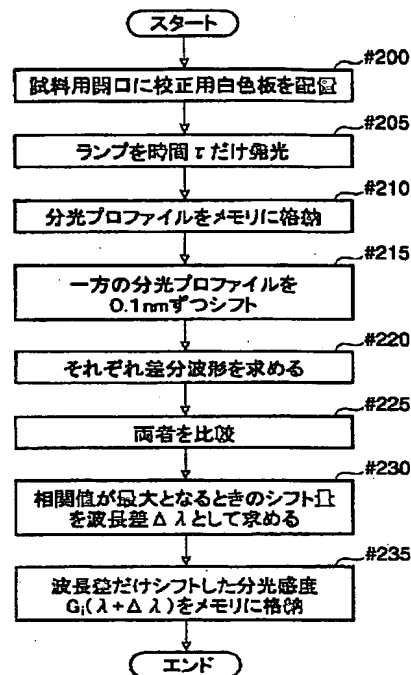 スタート
#200
試料用開口に校正用白色板を配置
#205
ランプを時間τだけ発光
#210
分光プロファイルをメモリに格納
#215
一方の分光プロファイルを
0.1nmずつシフト
#220
それぞれ差分波形を求める
#225
両者を比較
#230
相関値が最大となるときのシフト量
を波長差Δλとして求める
#235
波長差だけシフトした分光感度
Gi(λ+Δλ)をメモリに格納
エンド